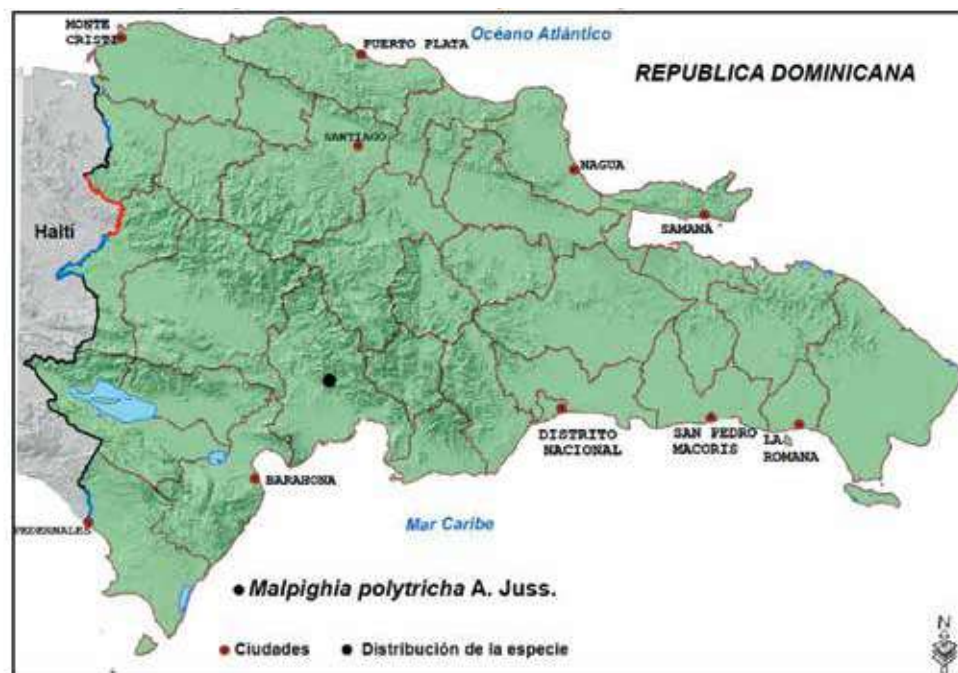 MONTE
CRISTI
PUERTO PLATA
Océano Atlántico
REPUBLICA DOMINICANA
SANTIAGO
NAGUA
SAMANA
Haití
DISTRITO
NACIONAL
SAN PEDRO
MACORIS
LA
ROMANA
BARAHONA
PEDERNALES
Mar Caribe
● Malpighia polytricha A. Juss.
● Ciudades ● Distribución de la especie
N